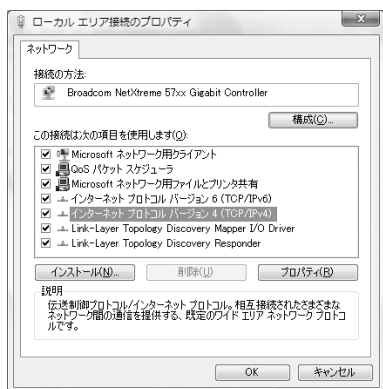 ローカル エリア接続のプロパティ
ネットワーク
接続の方法:
Broadcom NetXtreme 57xx Gigabit Controller
構成(C)...
この接続は次の項目を使用します(O):
Microsoft ネットワーク用クライアント
QoS パケット スケジューラ
Microsoft ネットワーク用ファイルとプリンタ共有
インターネット プロトコル バージョン 6 (TCP/IPv6)
インターネット プロトコル バージョン 4 (TCP/IPv4)
Link-Layer Topology Discovery Mapper I/O Driver
Link-Layer Topology Discovery Responder
インストール(N)... 削除(U) プロパティ(R)
説明
伝送制御プロトコル/インターネット プロトコル。相互接続されたさまざまな
ネットワーク間の通信を提供する、既定のワイド エリア ネットワーク プロトコ
ルです。
OK キャンセル